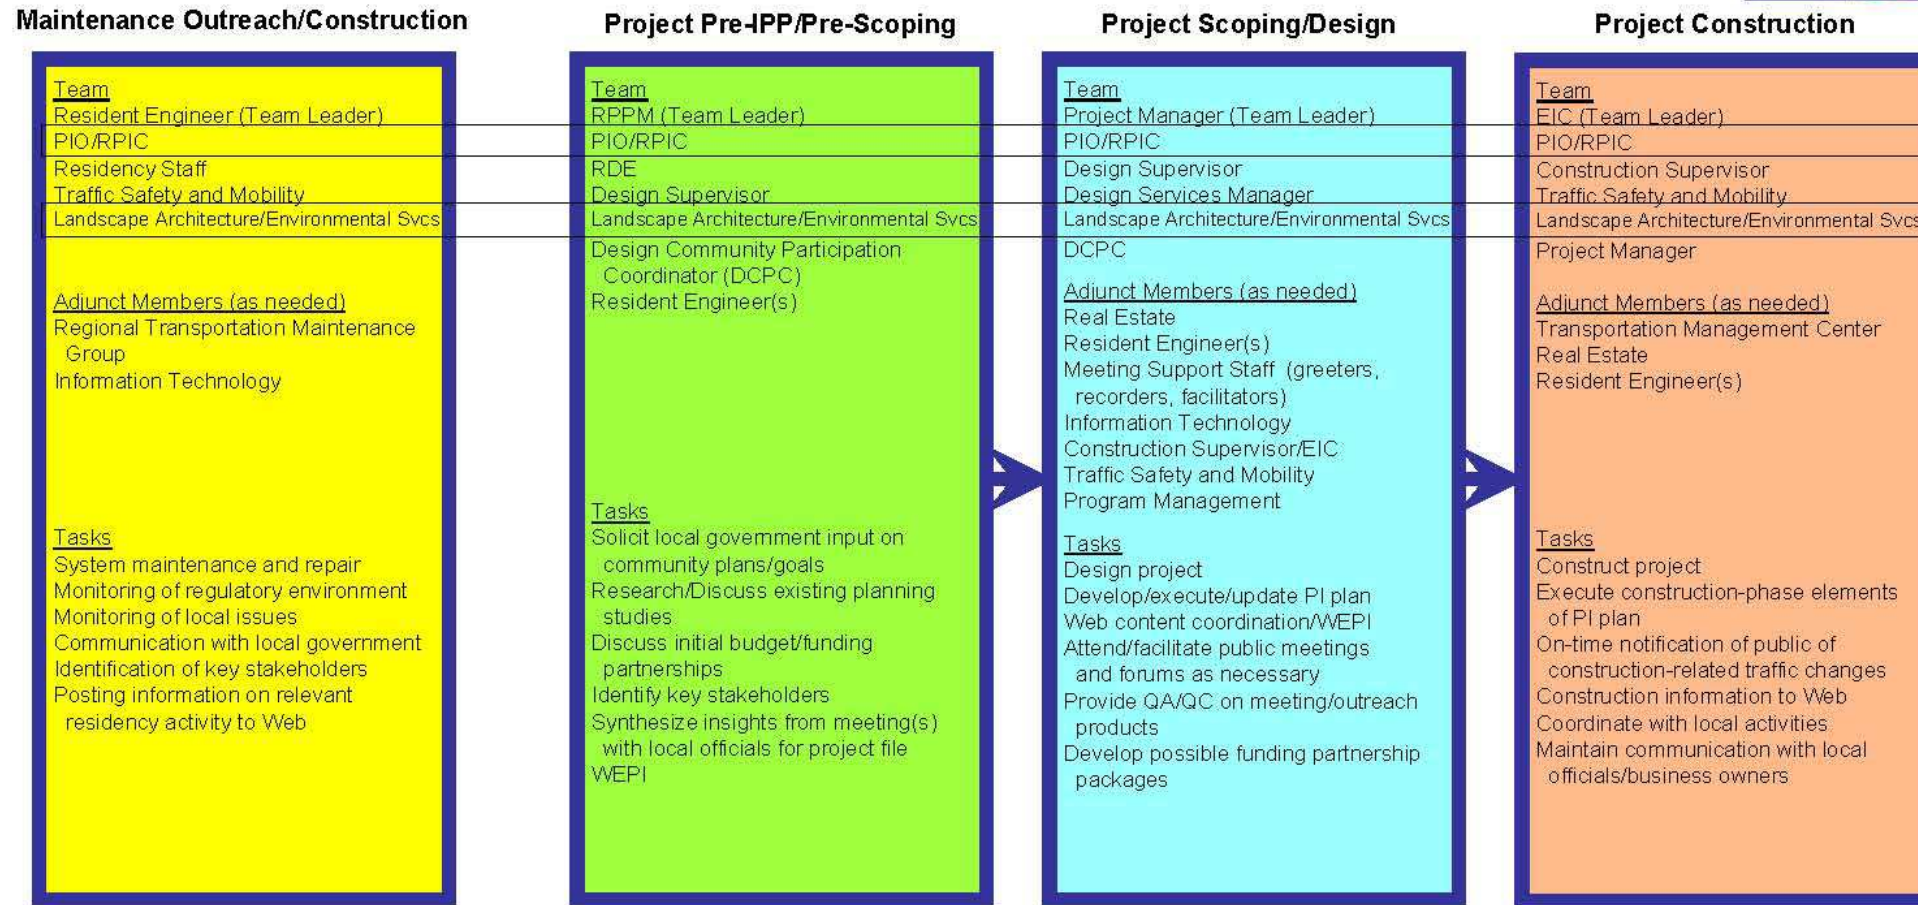 Maintenance Outreach/Construction
Team
Resident Engineer (Team Leader)
PIO/RPIC
Residency Staff
Traffic Safety and Mobility
Landscape Architecture/Environmental Svcs
Adjunct Members (as needed)
Regional Transportation Maintenance
Group
Information Technology
Tasks
System maintenance and repair
Monitoring of regulatory environment
Monitoring of local issues
Communication with local government
Identification of key stakeholders
Posting information on relevant
residency activity to Web
Project Pre-IPP/Pre-Scoping
Team
RPPM (Team Leader)
PIO/RPIC
RDE
Design Supervisor
Landscape Architecture/Environmental Svcs
Design Community Participation
Coordinator (DCPC)
Resident Engineer(s)
Tasks
Solicit local government input on
community plans/goals
Research/Discuss existing planning
studies
Discuss initial budget/funding
partnerships
Identify key stakeholders
Synthesize insights from meeting(s)
with local officials for project file
WEPI
Project Scoping/Design
Team
Project Manager (Team Leader)
PIO/RPIC
Design Supervisor
Design Services Manager
Landscape Architecture/Environmental Svcs
DCPC
Adjunct Members (as needed)
Real Estate
Resident Engineer(s)
Meeting Support Staff (greeters,
recorders, facilitators)
Information Technology
Construction Supervisor/EIC
Traffic Safety and Mobility
Program Management
Tasks
Design project
Develop/execute/update PI plan
Web content coordination/WEPI
Attend/facilitate public meetings
and forums as necessary
Provide QA/QC on meeting/outreach
products
Develop possible funding partnership
packages
Project Construction
Team
EIC (Team Leader)
PIO/RPIC
Construction Supervisor
Traffic Safety and Mobility
Landscape Architecture/Environmental Svcs
Project Manager
Adjunct Members (as needed)
Transportation Management Center
Real Estate
Resident Engineer(s)
Tasks
Construct project
Execute construction-phase elements
of PI plan
On-time notification of public of
construction-related traffic changes
Construction information to Web
Coordinate with local activities
Maintain communication with local
officials/business owners